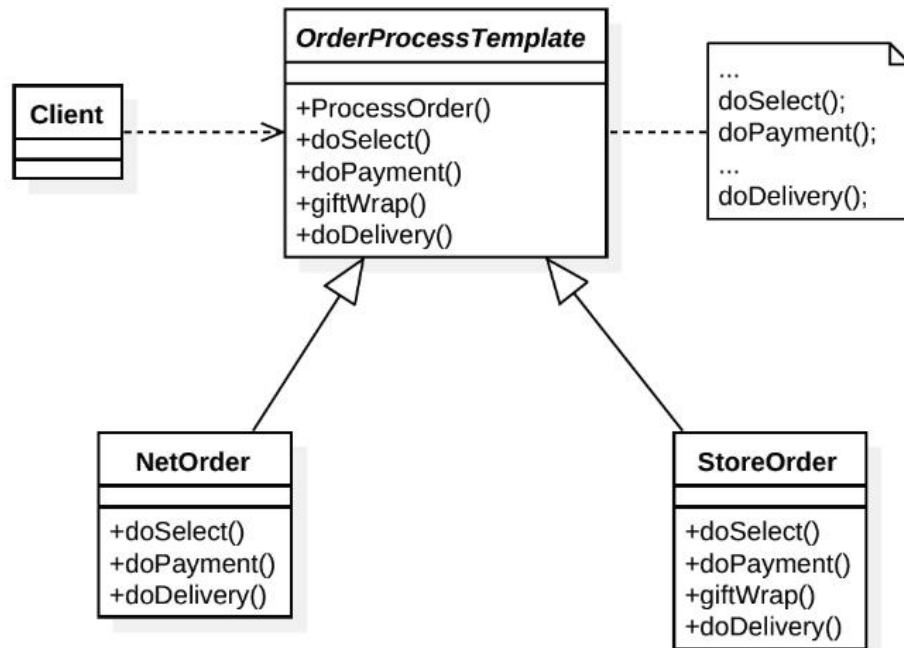 OrderProcessTemplate
+ProcessOrder()
+doSelect()
+doPayment()
+giftWrap()
+doDelivery()
Client
...
doSelect();
doPayment();
...
doDelivery();
NetOrder
+doSelect()
+doPayment()
+doDelivery()
StoreOrder
+doSelect()
+doPayment()
+giftWrap()
+doDelivery()